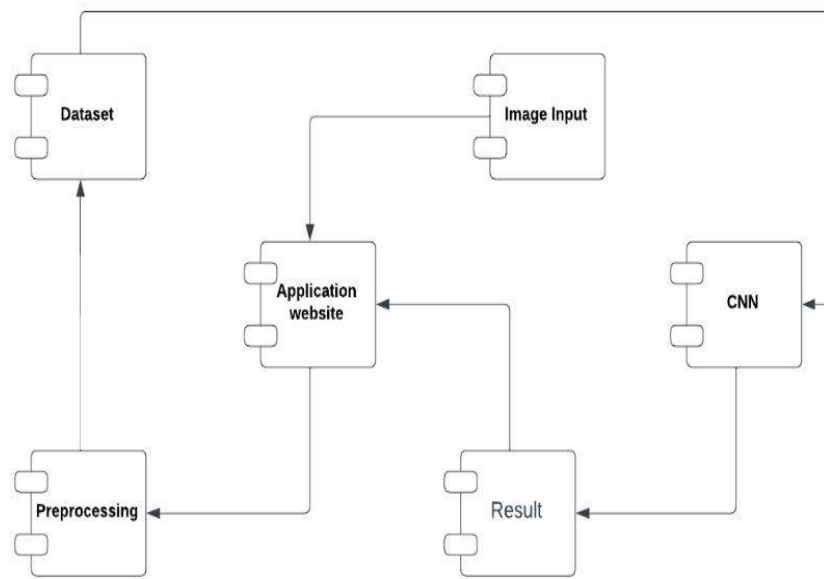 Dataset
Image Input
Application
website
CNN
Preprocessing
Result